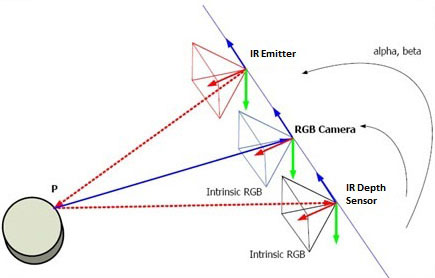 IR Emitter
alpha, beta
RGB Camera
P
Intrinsic RGB
IR Depth
Sensor
Intrinsic RGB